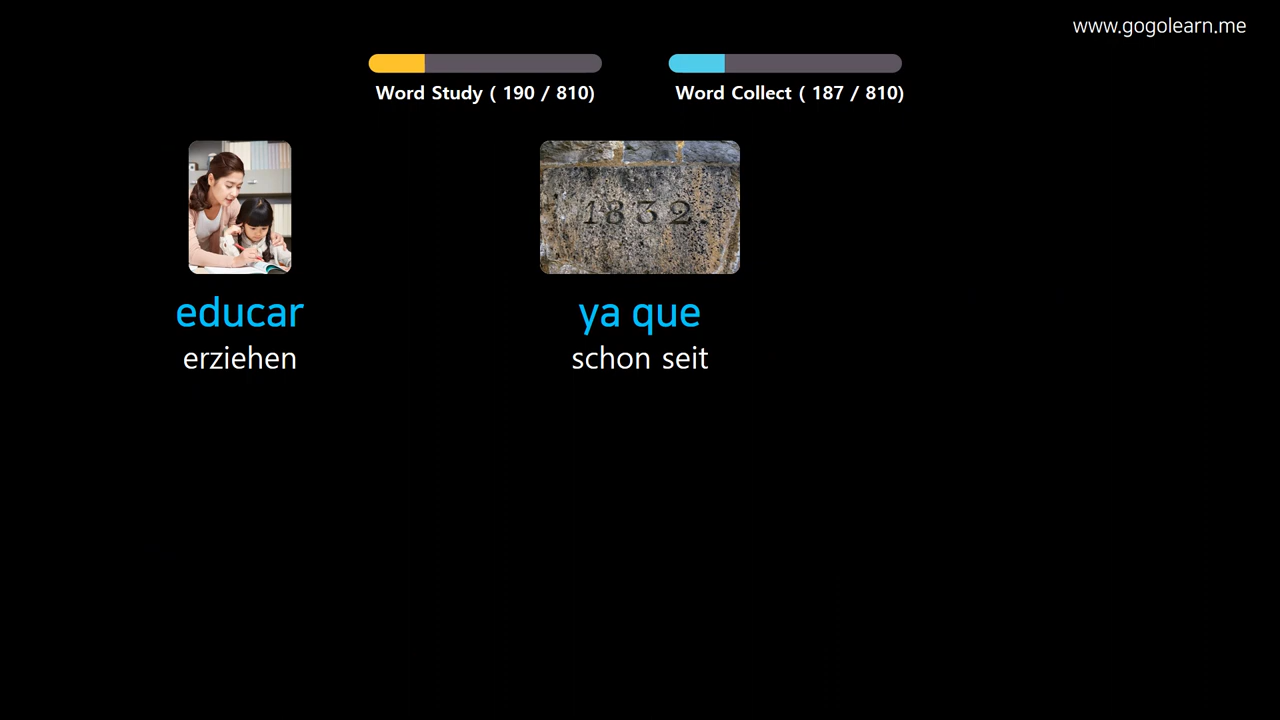 www.gogolearn.me
Word Study ( 190 / 810)
Word Collect ( 187 / 810)
1832.
educar
ya que
erziehen
schon seit